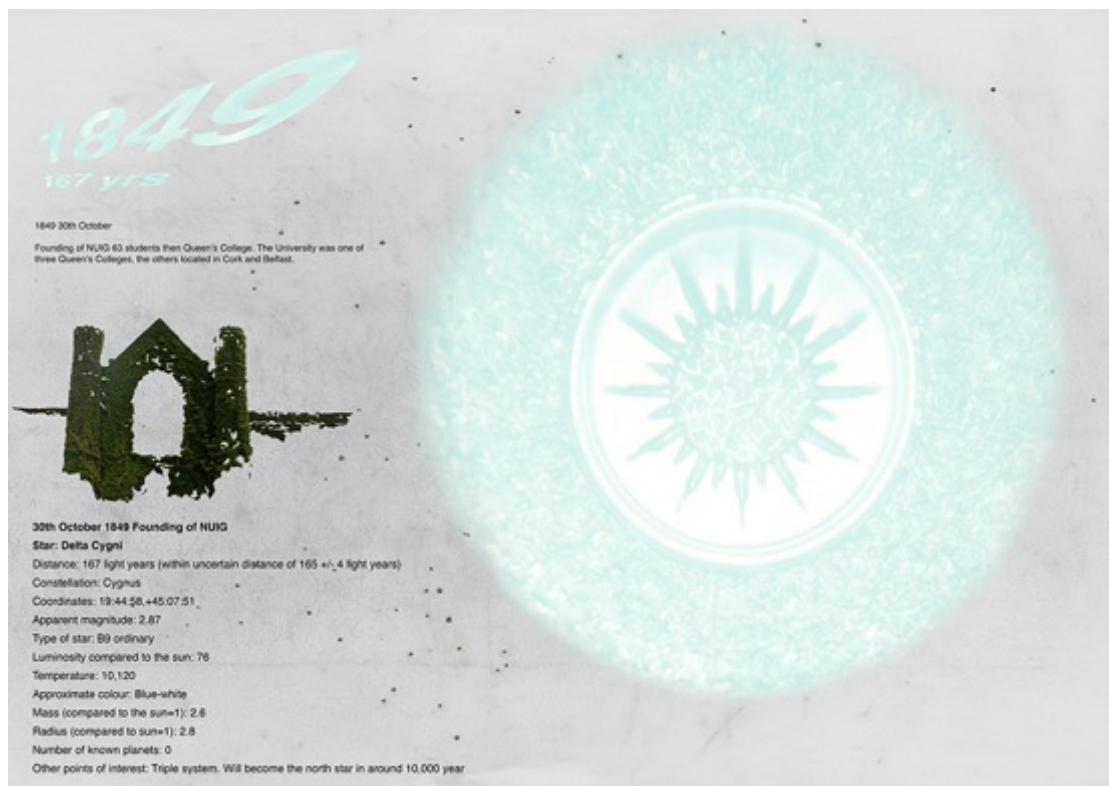 1849
167 yrs
1849 30th October
Founding of NUIG 63 students then Queen's College. The University was one of
three Queen's Colleges, the others located in Cork and Belfast.
30th October 1849 Founding of NUIG
Star: Delta Cygni
Distance: 167 light years (within uncertain distance of 165 +/- 4 light years)
Constellation: Cygnus
Coordinates: 19:44:58,+45:07:51
Apparent magnitude: 2.87
Type of star: B9 ordinary
Luminosity compared to the sun: 76
Temperature: 10,120
Approximate colour: Blue-white
Mass (compared to the sun=1): 2.6
Radius (compared to sun=1): 2.8
Number of known planets: 0
Other points of interest: Triple system. Will become the north star in around 10,000 year